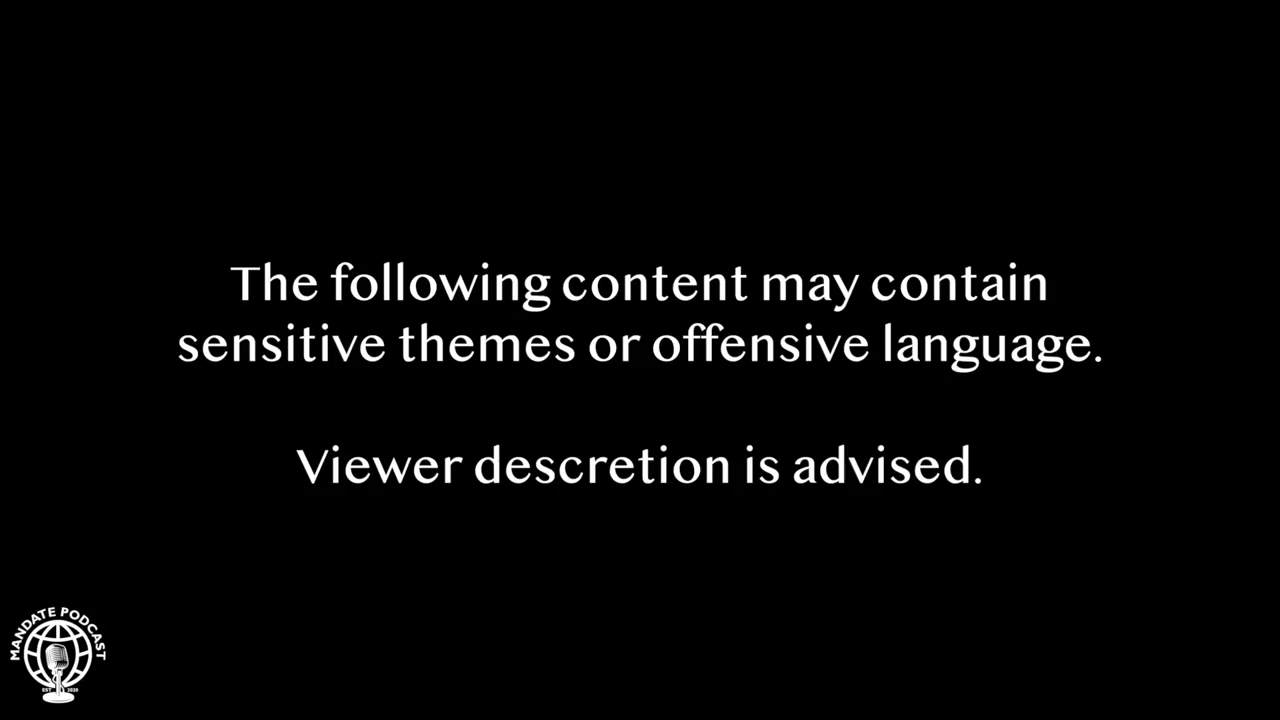 The following content may contain
sensitive themes or offensive language.
Viewer descretion is advised.
MANDATE PODCAST
EST 2020